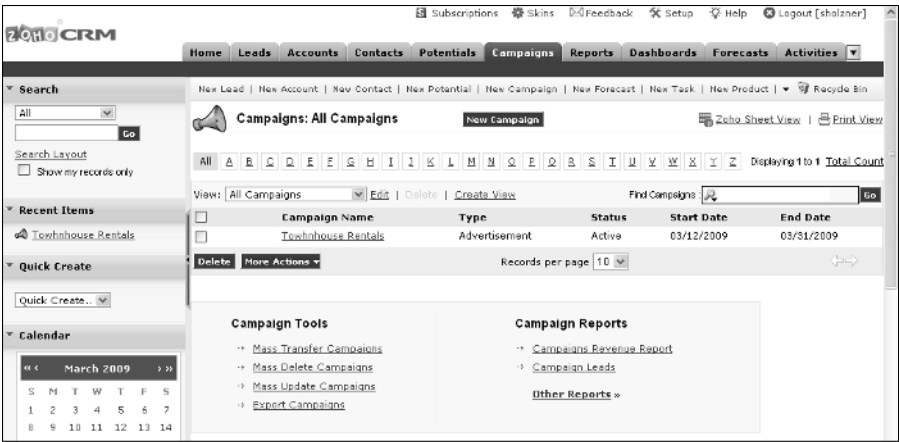 Subscriptions Skins Feedback Setup Help Logout [sholzner]
ZOHO CRM
Home Leads Accounts Contacts Potentials Campaigns Reports Dashboards Forecasts Activities
Search
All
Go
Search Layout
Show my records only
Recent Items
Towhnhouse Rentals
Quick Create
Quick Create..
Calendar
« < March 2009 > »
S M T W T F S
1 2 3 4 5 6 7
8 9 10 11 12 13 14
New Lead | New Account | New Contact | New Potential | New Campaign | New Forecast | New Task | New Product | Recycle Bin
Campaigns: All Campaigns New Campaign Zoho Sheet View | Print View
All A B C D E F G H I J K L M N O P Q R S T U V W X Y Z Displaying 1 to 1 Total Count
View: All Campaigns Edit | Delete | Create View Find Campaigns : Go
Campaign Name Type Status Start Date End Date
Towhnhouse Rentals Advertisement Active 03/12/2009 03/31/2009
Delete More Actions Records per page 10
Campaign Tools
Mass Transfer Campaigns
Mass Delete Campaigns
Mass Update Campaigns
Export Campaigns
Campaign Reports
Campaigns Revenue Report
Campaign Leads
Other Reports »